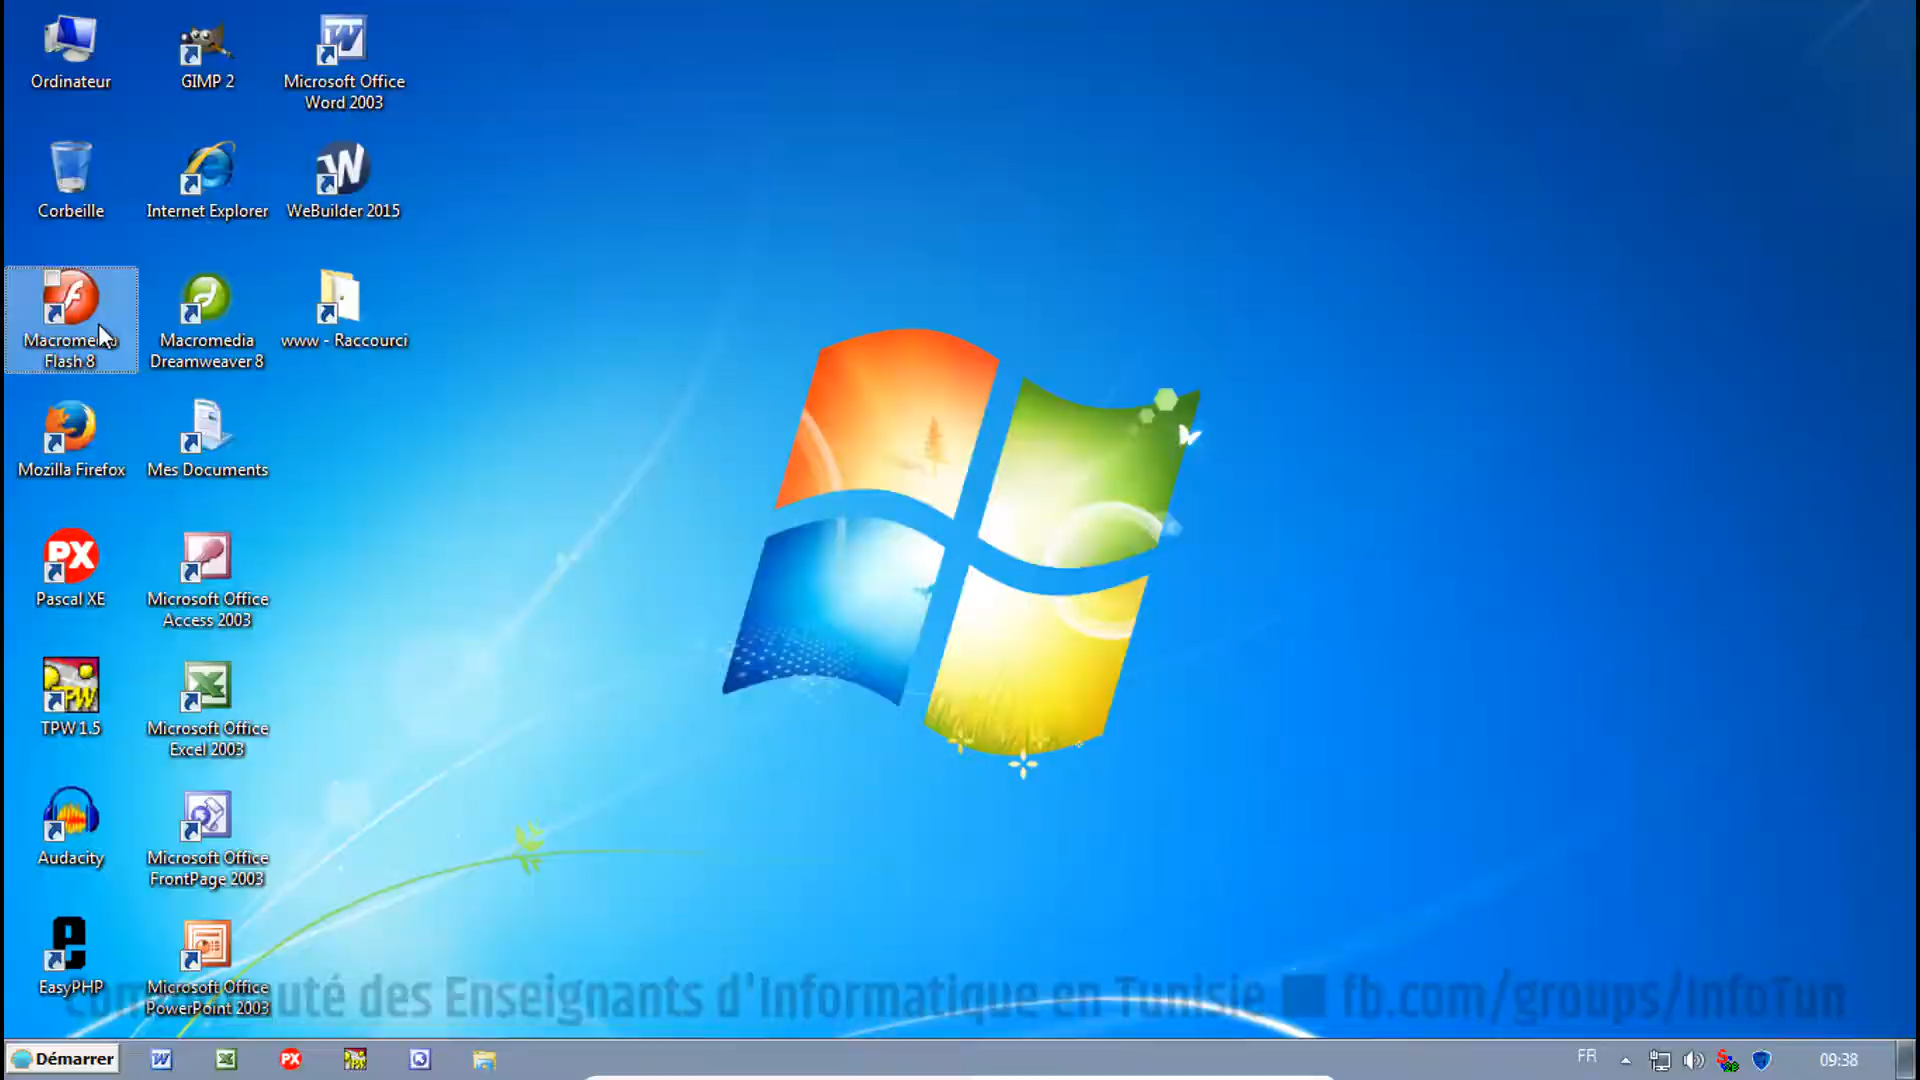 Ordinateur
GIMP 2
Microsoft Office
Word 2003
Corbeille
Internet Explorer
WeBuilder 2015
Macromedia
Flash 8
Macromedia
Dreamweaver 8
www - Raccourci
Mozilla Firefox
Mes Documents
PX
Pascal XE
Microsoft Office
Access 2003
TPW
TPW 1.5
Microsoft Office
Excel 2003
Audacity
Microsoft Office
FrontPage 2003
EasyPHP
Microsoft Office
PowerPoint 2003
Communauté des Enseignants d'Informatique en Tunisie ■ fb.com/groups/InfoTun
Démarrer
PX
FR
09:38